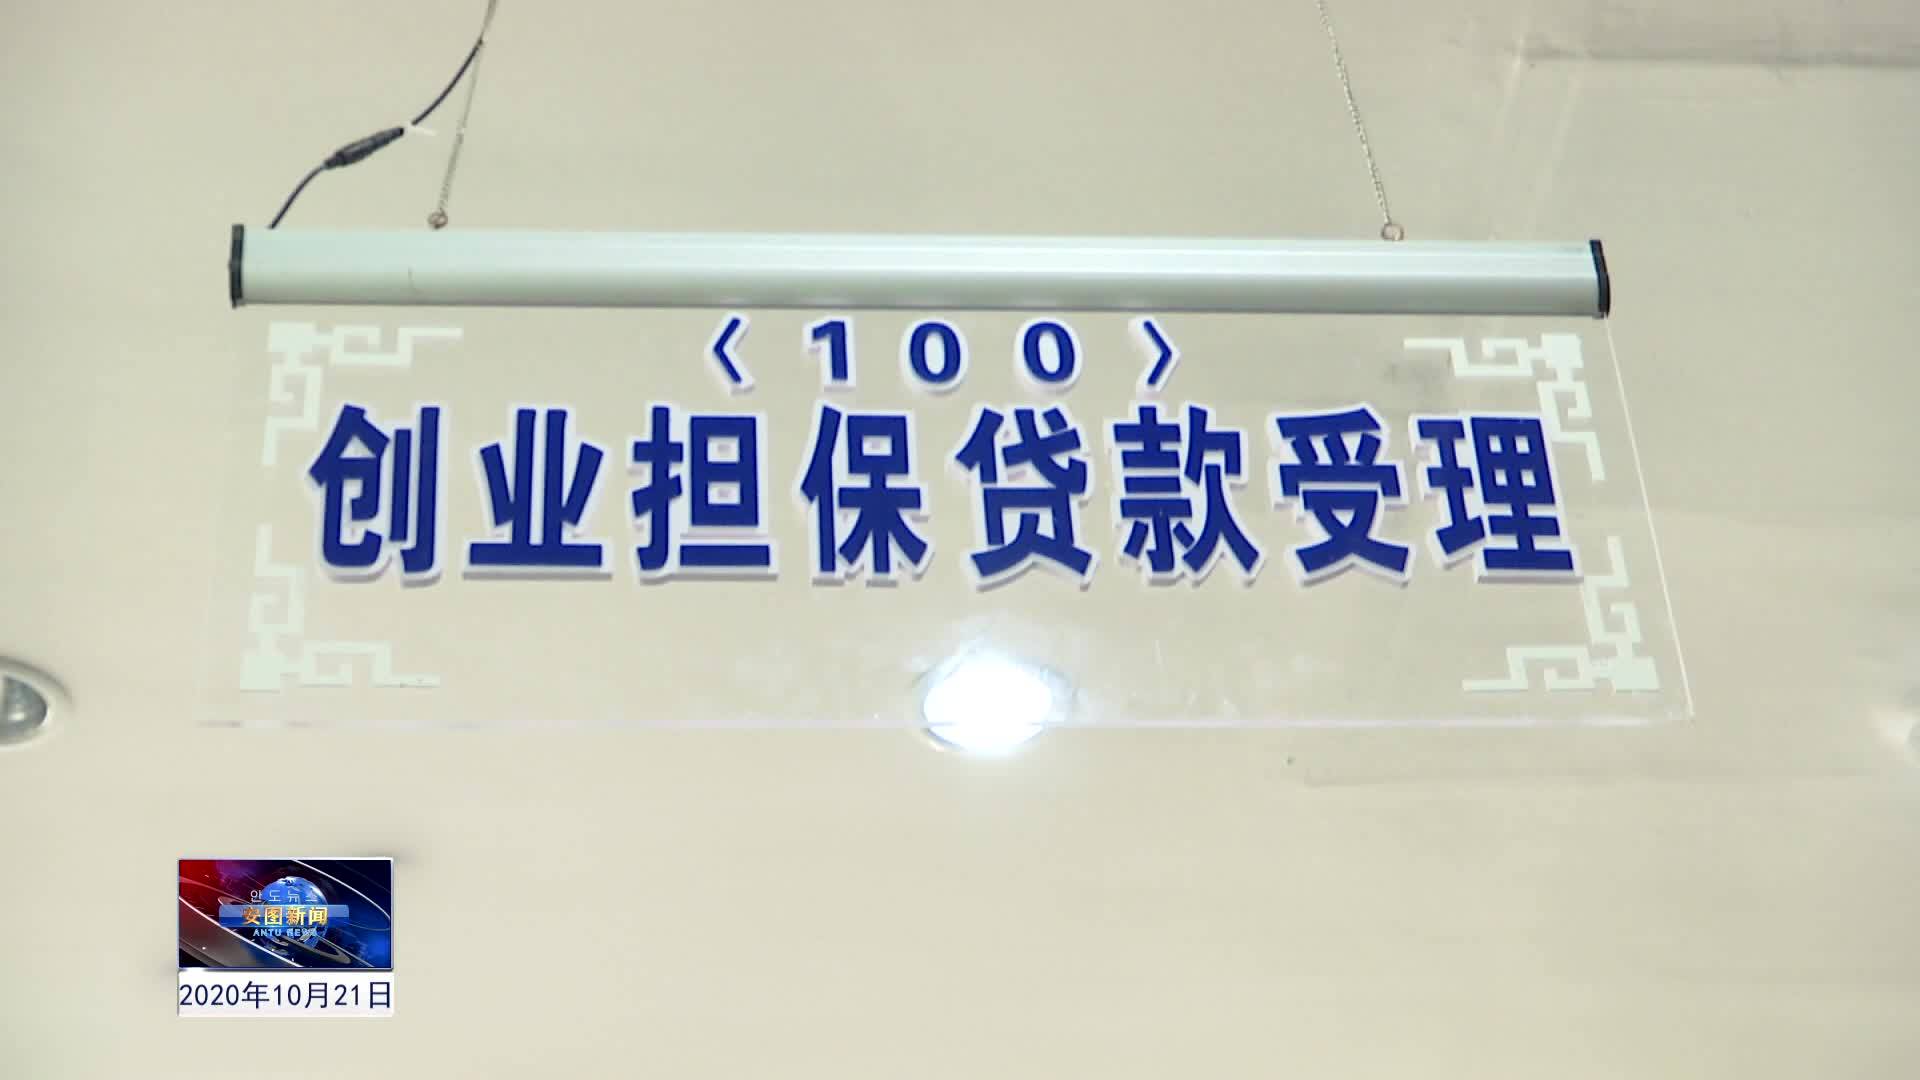 〈100〉
创业担保贷款受理
안도뉴스
安图新闻
ANTU NEWS
2020年10月21日